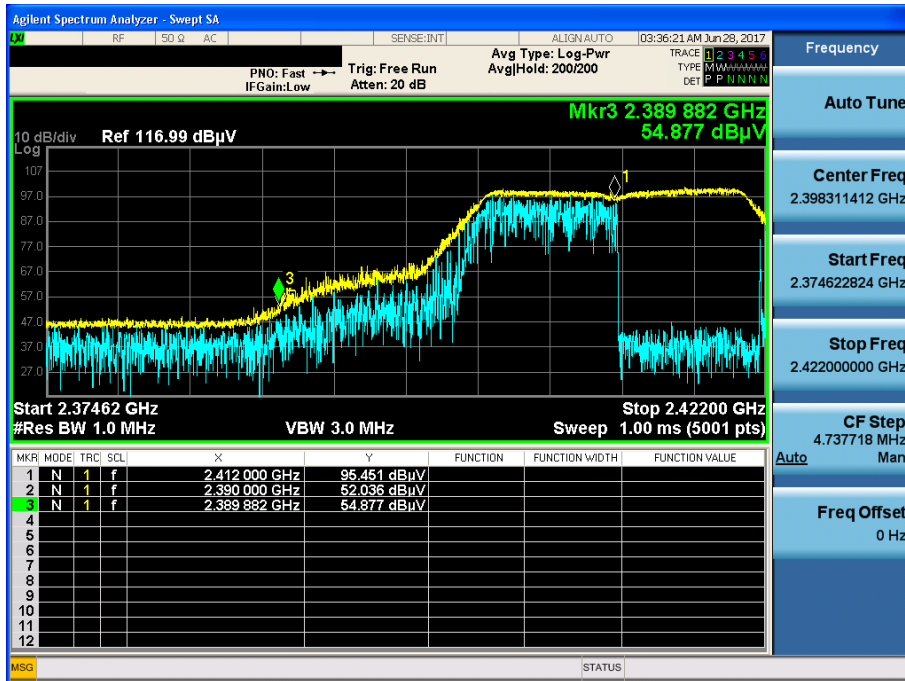 Agilent Spectrum Analyzer - Swept SA
LXI RF 50 Ω AC SENSE:INT ALIGNAUTO 03:36:21 AM Jun 28, 2017
Frequency
PNO: Fast
IFGain:Low
Trig: Free Run
Atten: 20 dB
Avg Type: Log-Pwr
Avg|Hold: 200/200
TRACE 1 2 3 4 5 6
TYPE M W W W W W
DET P P N N N N
Auto Tune
Mkr3 2.389 882 GHz
54.877 dBµV
10 dB/div Ref 116.99 dBµV
Log
107
97.0
87.0
77.0
67.0
57.0
47.0
37.0
27.0
1
3
Center Freq
2.398311412 GHz
Start Freq
2.374622824 GHz
Stop Freq
2.422000000 GHz
Start 2.37462 GHz Stop 2.42200 GHz
#Res BW 1.0 MHz VBW 3.0 MHz Sweep 1.00 ms (5001 pts)
CF Step
4.737718 MHz
Auto Man
MKR MODE TRC SCL X Y FUNCTION FUNCTION WIDTH FUNCTION VALUE
1 N 1 f 2.412 000 GHz 95.451 dBµV
2 N 1 f 2.390 000 GHz 52.036 dBµV
3 N 1 f 2.389 882 GHz 54.877 dBµV
4
5
6
7
8
9
10
11
12
Freq Offset
0 Hz
MSG STATUS